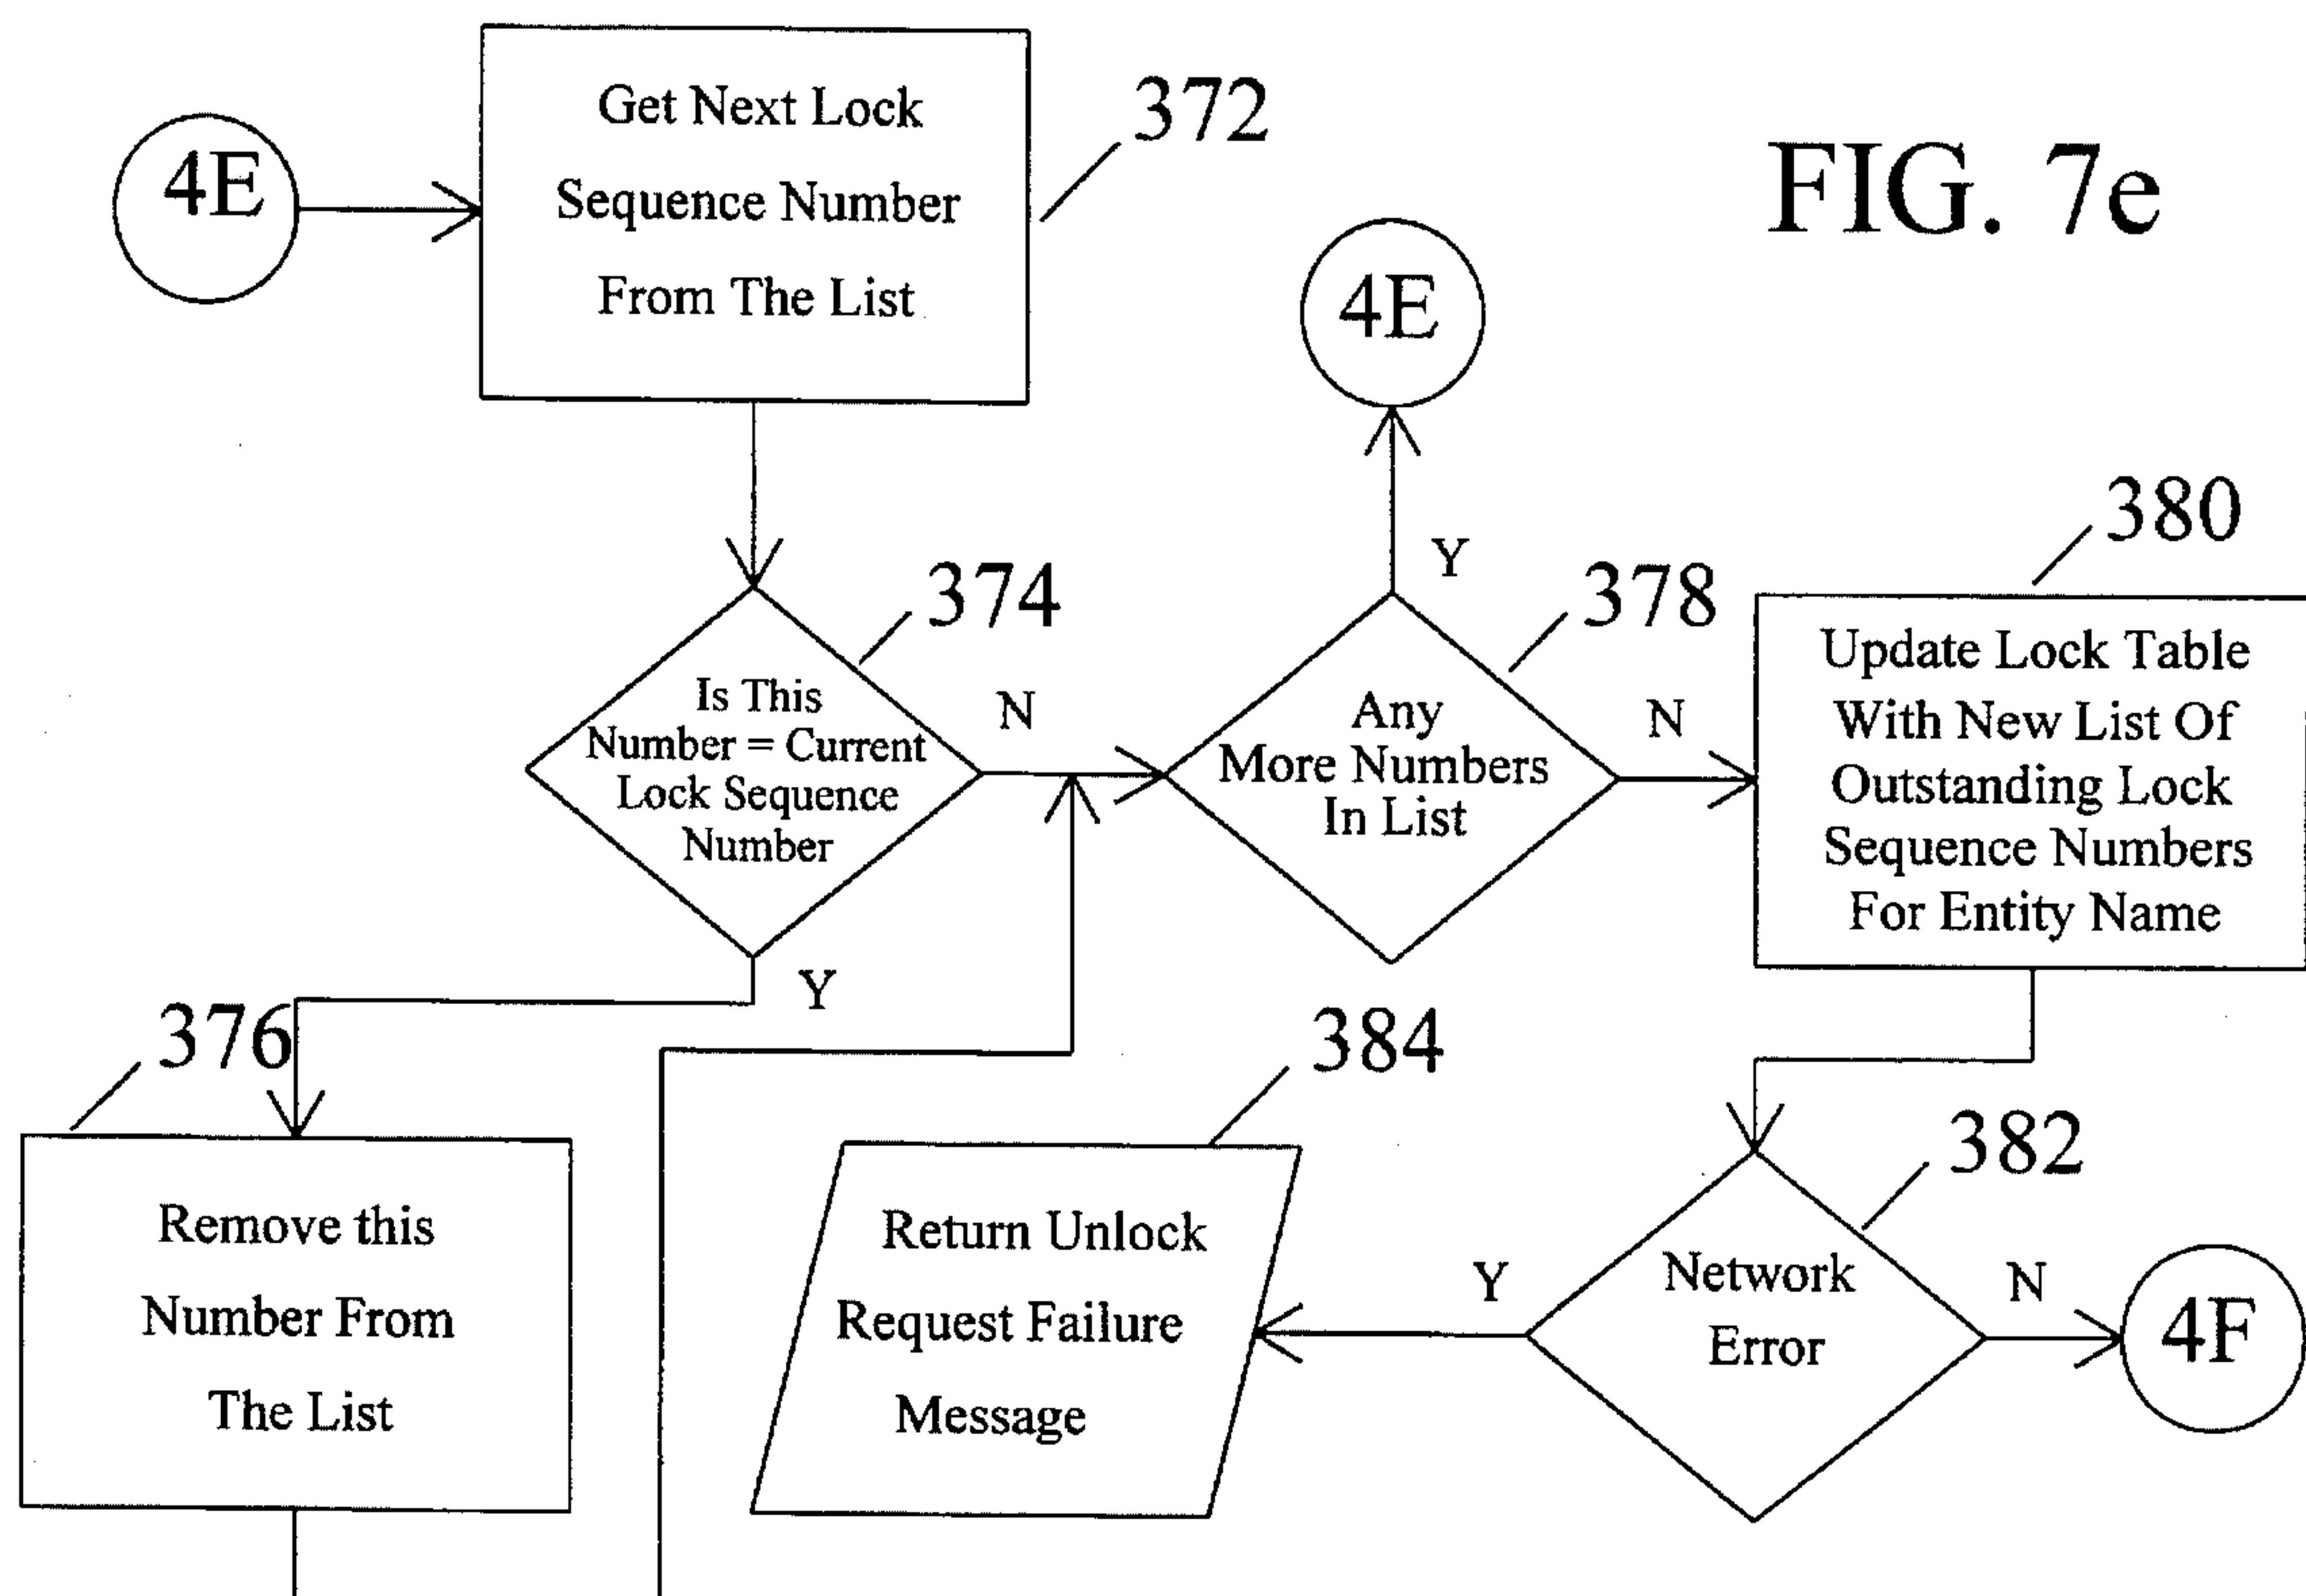 FIG. 7e
4E
Get Next Lock
Sequence Number
From The List
372
4E
Is This
Number = Current
Lock Sequence
Number
374
N
Y
Any
More Numbers
In List
378
Y
N
Update Lock Table
With New List Of
Outstanding Lock
Sequence Numbers
For Entity Name
380
376
Remove this
Number From
The List
384
Return Unlock
Request Failure
Message
382
Network
Error
Y
N
4F